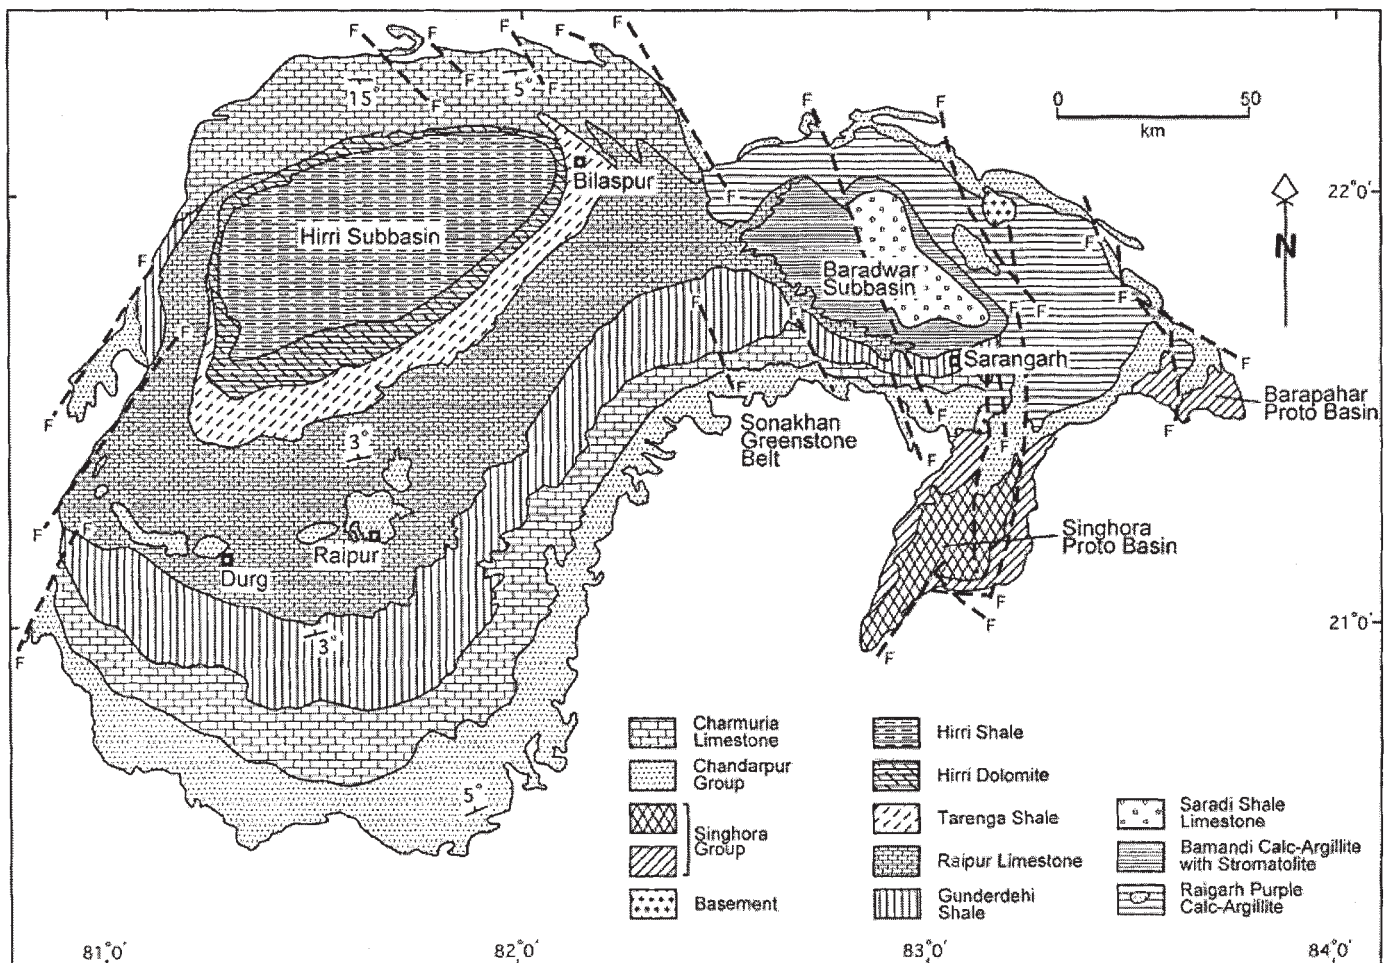 F
F
F
F
F
F
F
F
F
15°
5°
F
F
0
50
km
Bilaspur
F
22°0'
N
Hirri Subbasin
F
F
Baradwar
Subbasin
F
F
F
F
F
F
F
Sarangarh
F
F
Barapahar
Proto Basin
Sonakhan
Greenstone
Belt
F
F
F
F
F
3°
F
F
Raipur
Durg
Singhora
Proto Basin
F
F
F
F
3°
21°0'
5°
Charmuria
Limestone
Chandarpur
Group
Singhora
Group
Basement
Hirri Shale
Hirri Dolomite
Tarenga Shale
Raipur Limestone
Gunderdehi
Shale
Saradi Shale
Limestone
Bamandi Calc-Argillite
with Stromatolite
Raigarh Purple
Calc-Argillite
81°0'
82°0'
83°0'
84°0'